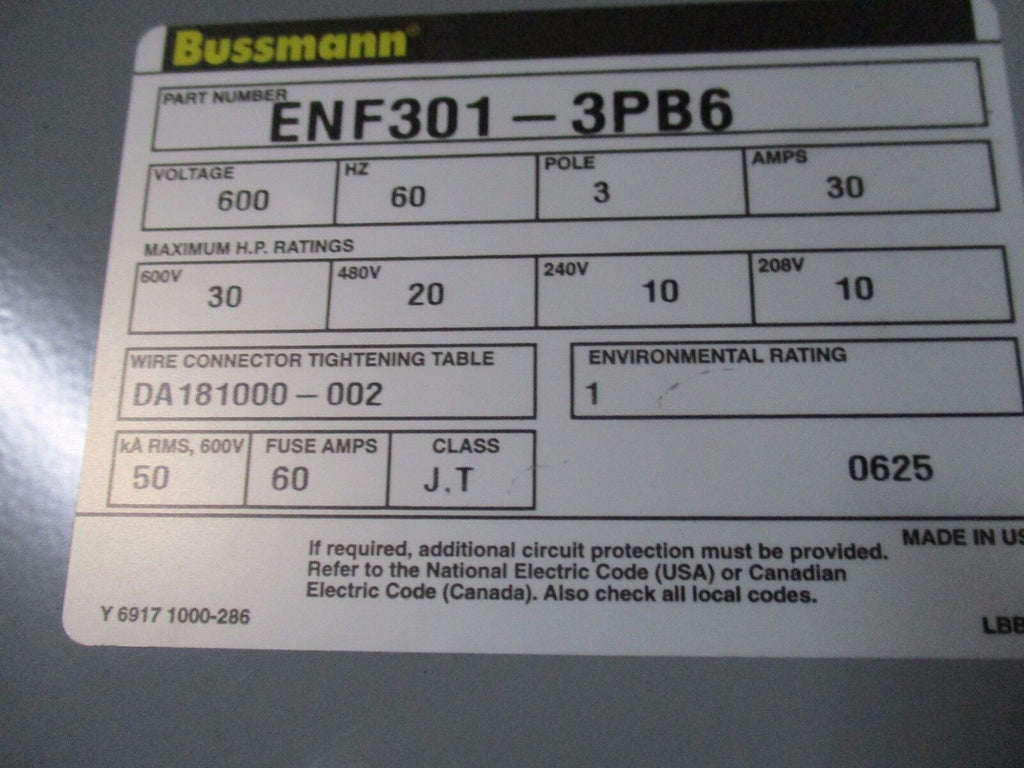 Bussmann®
PART NUMBER
ENF301-3PB6
VOLTAGE HZ POLE AMPS
600 60 3 30
MAXIMUM H.P. RATINGS
600V 480V 240V 208V
30 20 10 10
WIRE CONNECTOR TIGHTENING TABLE
DA181000-002
ENVIRONMENTAL RATING
1
kA RMS, 600V FUSE AMPS CLASS
50 60 J.T
0625
MADE IN US
If required, additional circuit protection must be provided.
Refer to the National Electric Code (USA) or Canadian
Electric Code (Canada). Also check all local codes.
Y 6917 1000-286